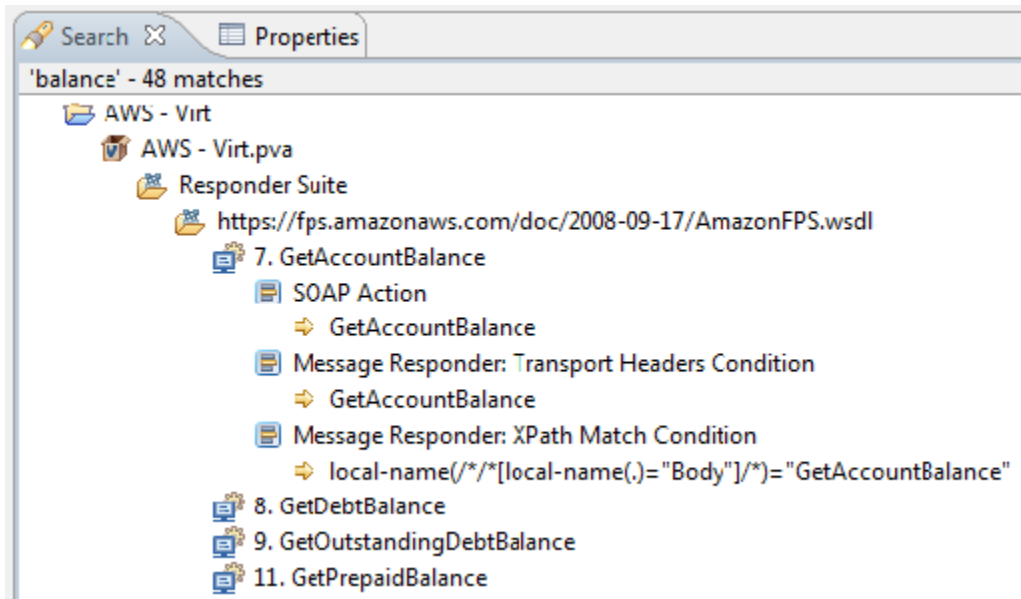 Search Properties
'balance' - 48 matches
AWS - Virt
AWS - Virt.pva
Responder Suite
https://fps.amazonaws.com/doc/2008-09-17/AmazonFPS.wsdl
7. GetAccountBalance
SOAP Action
GetAccountBalance
Message Responder: Transport Headers Condition
GetAccountBalance
Message Responder: XPath Match Condition
local-name(/*/*[local-name(.)="Body"]/*)="GetAccountBalance"
8. GetDebtBalance
9. GetOutstandingDebtBalance
11. GetPrepaidBalance